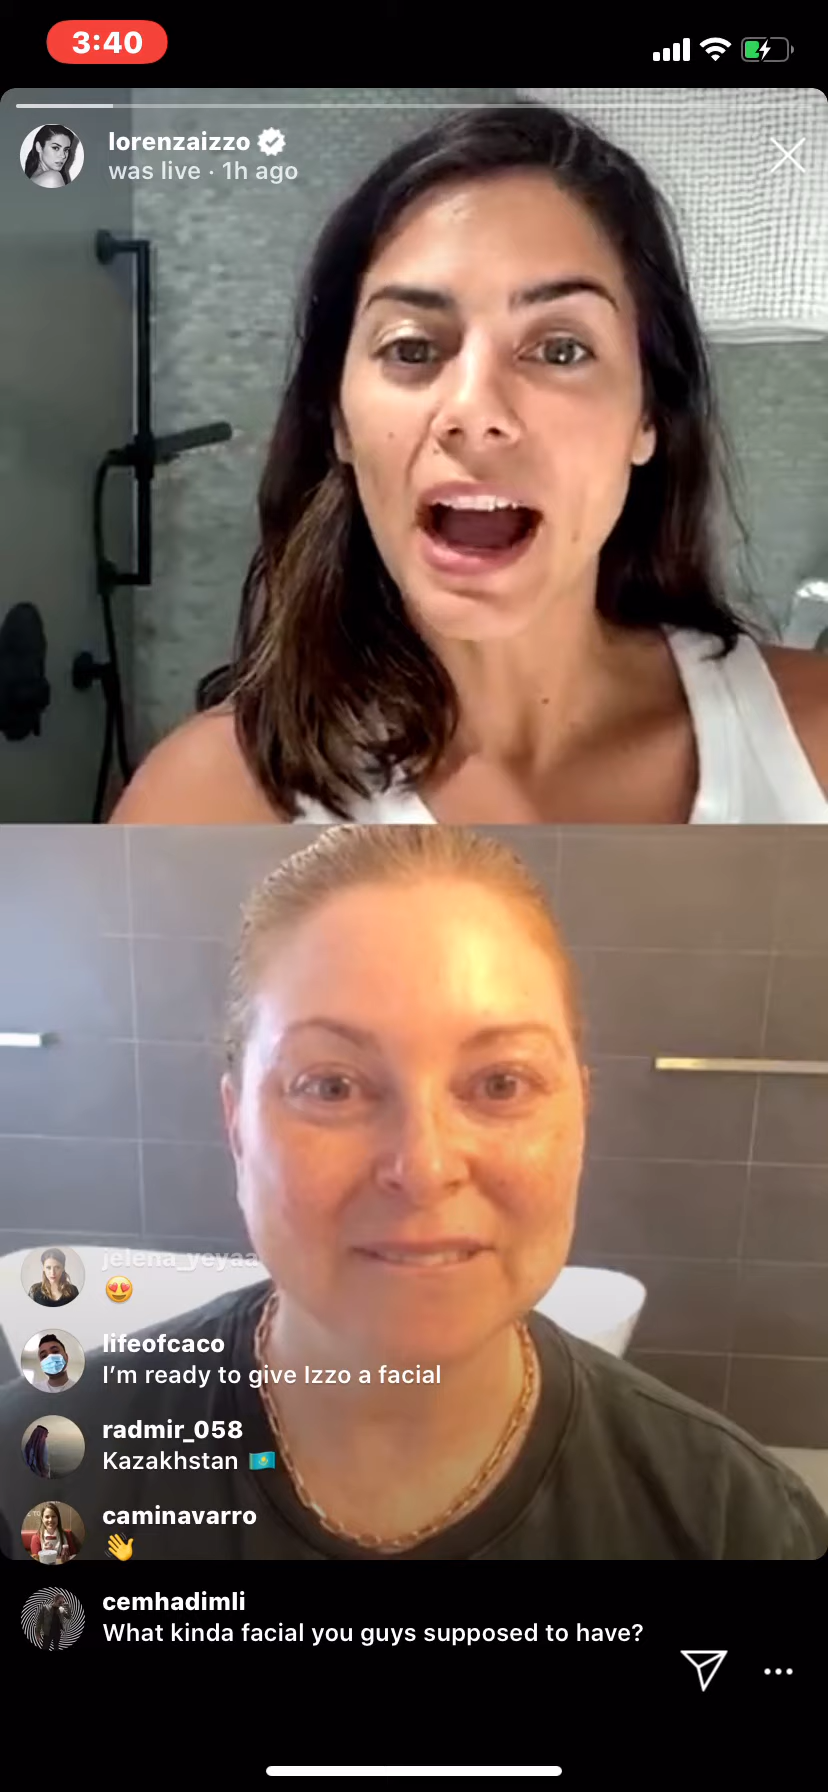 3:40
lorenzaizzo
was live · 1h ago
jelena_yeyaa
😍
lifeofcaco
I’m ready to give Izzo a facial
radmir_058
Kazakhstan 🇰🇿
caminavarro
👋
cemhadimli
What kinda facial you guys supposed to have?